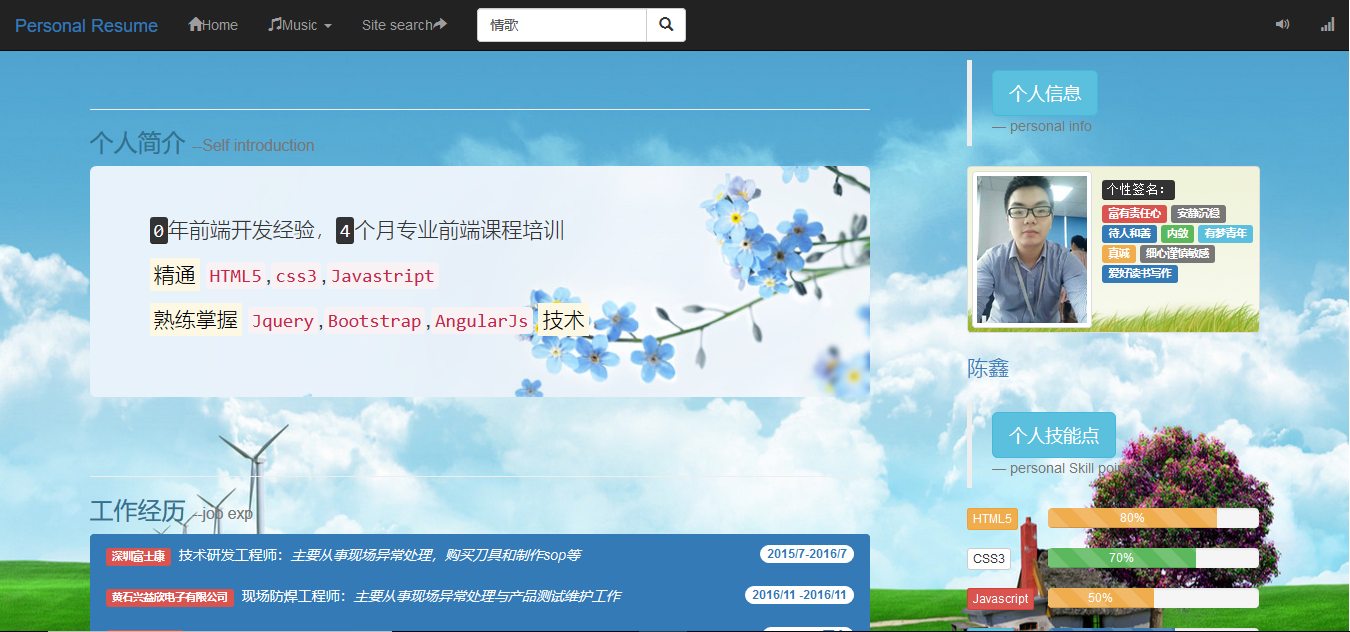 Personal Resume Home Music Site search 情歌
个人简介 --Self introduction
0年前端开发经验，4个月专业前端课程培训
精通 HTML5,css3,Javastript
熟练掌握 Jquery,Bootstrap,AngularJs 技术
工作经历 --job exp
深圳富士康 技术研发工程师：主要从事现场异常处理，购买刀具和制作sop等 2015/7-2016/7
黄石兴益欣电子有限公司 现场防焊工程师：主要从事现场异常处理与产品测试维护工作 2016/11 -2016/11
个人信息
— personal info
个性签名：
富有责任心 安静沉稳
待人和善 内敛 有梦青年
真诚 细心谨慎敏感
爱好读书写作
陈鑫
个人技能点
— personal Skill point
HTML5 80%
CSS3 70%
Javascript 50%